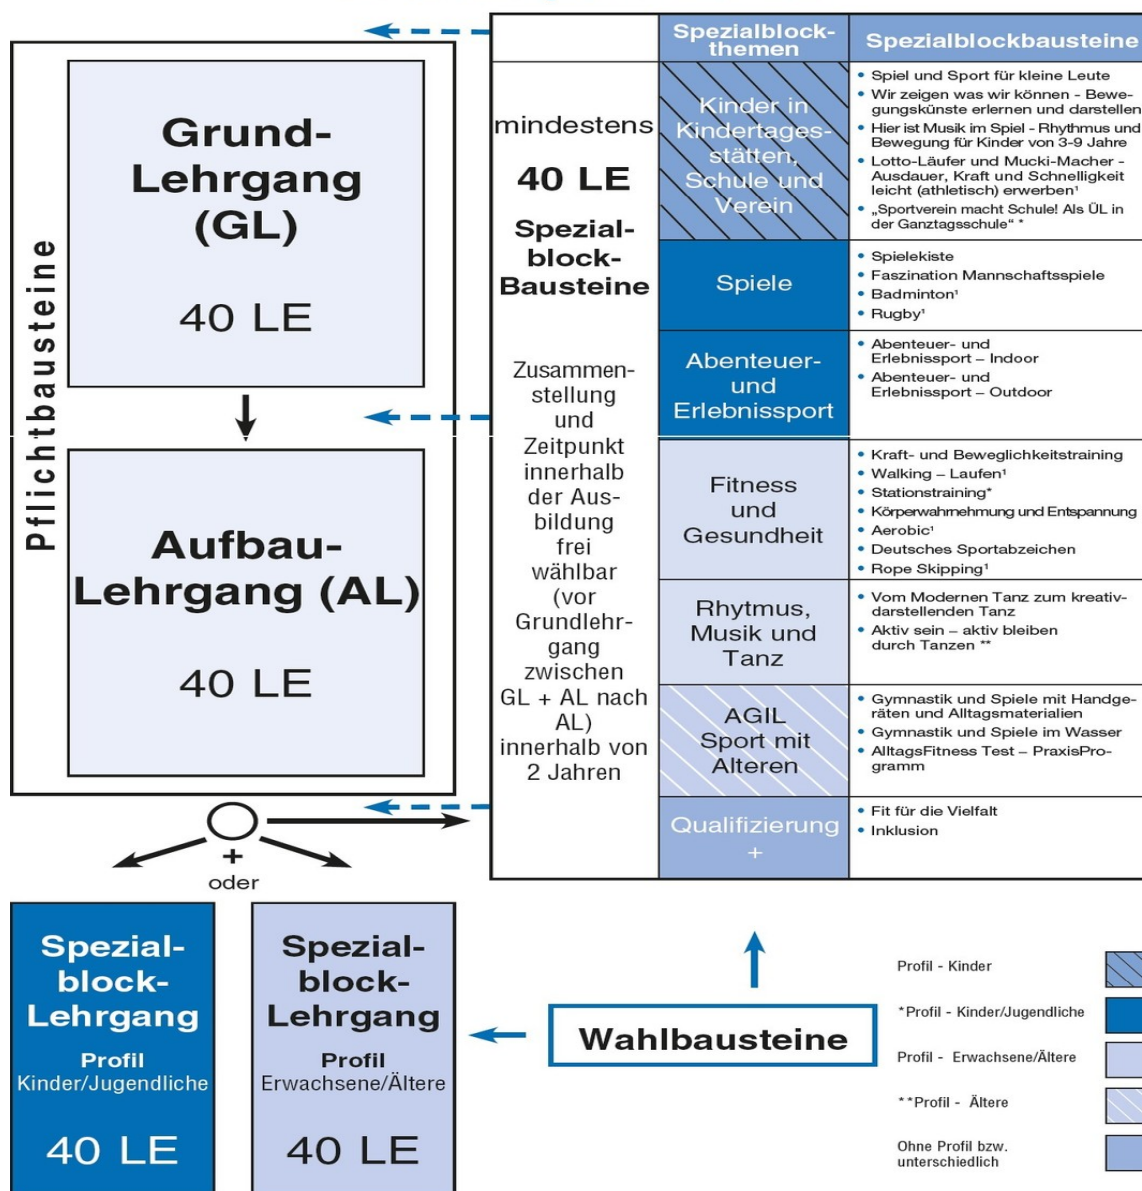 Pflichtbausteine
Grund-
Lehrgang
(GL)
40 LE
Aufbau-
Lehrgang (AL)
40 LE
+
oder
Spezial-
block-
Lehrgang
Profil
Kinder/Jugendliche
40 LE
Spezial-
block-
Lehrgang
Profil
Erwachsene/Ältere
40 LE
mindestens
40 LE
Spezial-
block-
Bausteine
Zusammen-
stellung
und
Zeitpunkt
innerhalb
der Aus-
bildung
frei
wählbar
(vor
Grundlehr-
gang
zwischen
GL + AL nach
AL)
innerhalb von
2 Jahren
Spezialblock-
themen
Spezialblockbausteine
Kinder in
Kindertages-
stätten,
Schule und
Verein
• Spiel und Sport für kleine Leute
• Wir zeigen was wir können - Bewe-
gungskünste erlernen und darstellen
• Hier ist Musik im Spiel - Rhythmus und
Bewegung für Kinder von 3-9 Jahre
• Lotto-Läufer und Mucki-Macher -
Ausdauer, Kraft und Schnelligkeit
leicht (athletisch) erwerben¹
• „Sportverein macht Schule! Als ÜL in
der Ganztagsschule“ *
Spiele
• Spielekiste
• Faszination Mannschaftsspiele
• Badminton¹
• Rugby¹
Abenteuer-
und
Erlebnissport
• Abenteuer- und
Erlebnissport – Indoor
• Abenteuer- und
Erlebnissport – Outdoor
Fitness
und
Gesundheit
• Kraft- und Beweglichkeitstraining
• Walking – Laufen¹
• Stationstraining*
• Körperwahrnehmung und Entspannung
• Aerobic¹
• Deutsches Sportabzeichen
• Rope Skipping¹
Rhytmus,
Musik und
Tanz
• Vom Modernen Tanz zum kreativ-
darstellenden Tanz
• Aktiv sein – aktiv bleiben
durch Tanzen **
AGIL
Sport mit
Älteren
• Gymnastik und Spiele mit Handge-
räten und Alltagsmaterialien
• Gymnastik und Spiele im Wasser
• AlltagsFitness Test – PraxisPro-
gramm
Qualifizierung
+
• Fit für die Vielfalt
• Inklusion
Wahlbausteine
Profil - Kinder
*Profil - Kinder/Jugendliche
Profil - Erwachsene/Ältere
**Profil - Ältere
Ohne Profil bzw.
unterschiedlich